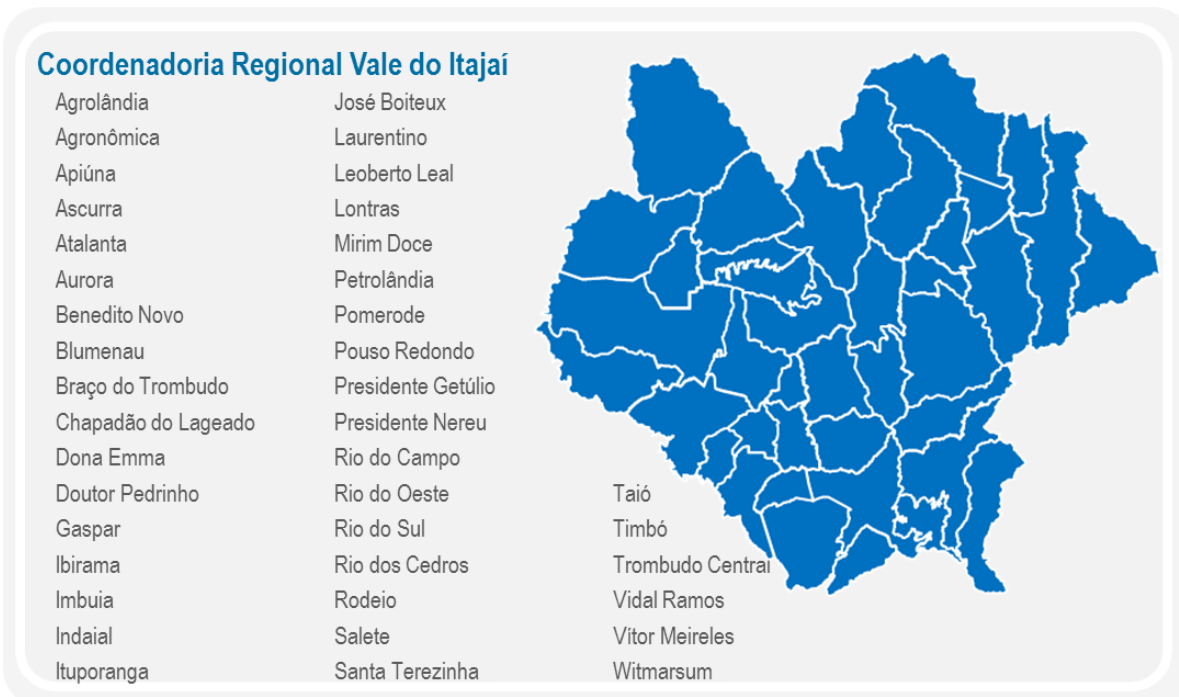 Coordenadoria Regional Vale do Itajaí
Agrolândia
Agronômica
Apiúna
Ascurra
Atalanta
Aurora
Benedito Novo
Blumenau
Braço do Trombudo
Chapadão do Lageado
Dona Emma
Doutor Pedrinho
Gaspar
Ibirama
Imbuia
Indaial
Ituporanga
José Boiteux
Laurentino
Leoberto Leal
Lontras
Mirim Doce
Petrolândia
Pomerode
Pouso Redondo
Presidente Getúlio
Presidente Nereu
Rio do Campo
Rio do Oeste
Rio do Sul
Rio dos Cedros
Rodeio
Salete
Santa Terezinha
Taió
Timbó
Trombudo Central
Vidal Ramos
Vítor Meireles
Witmarsum